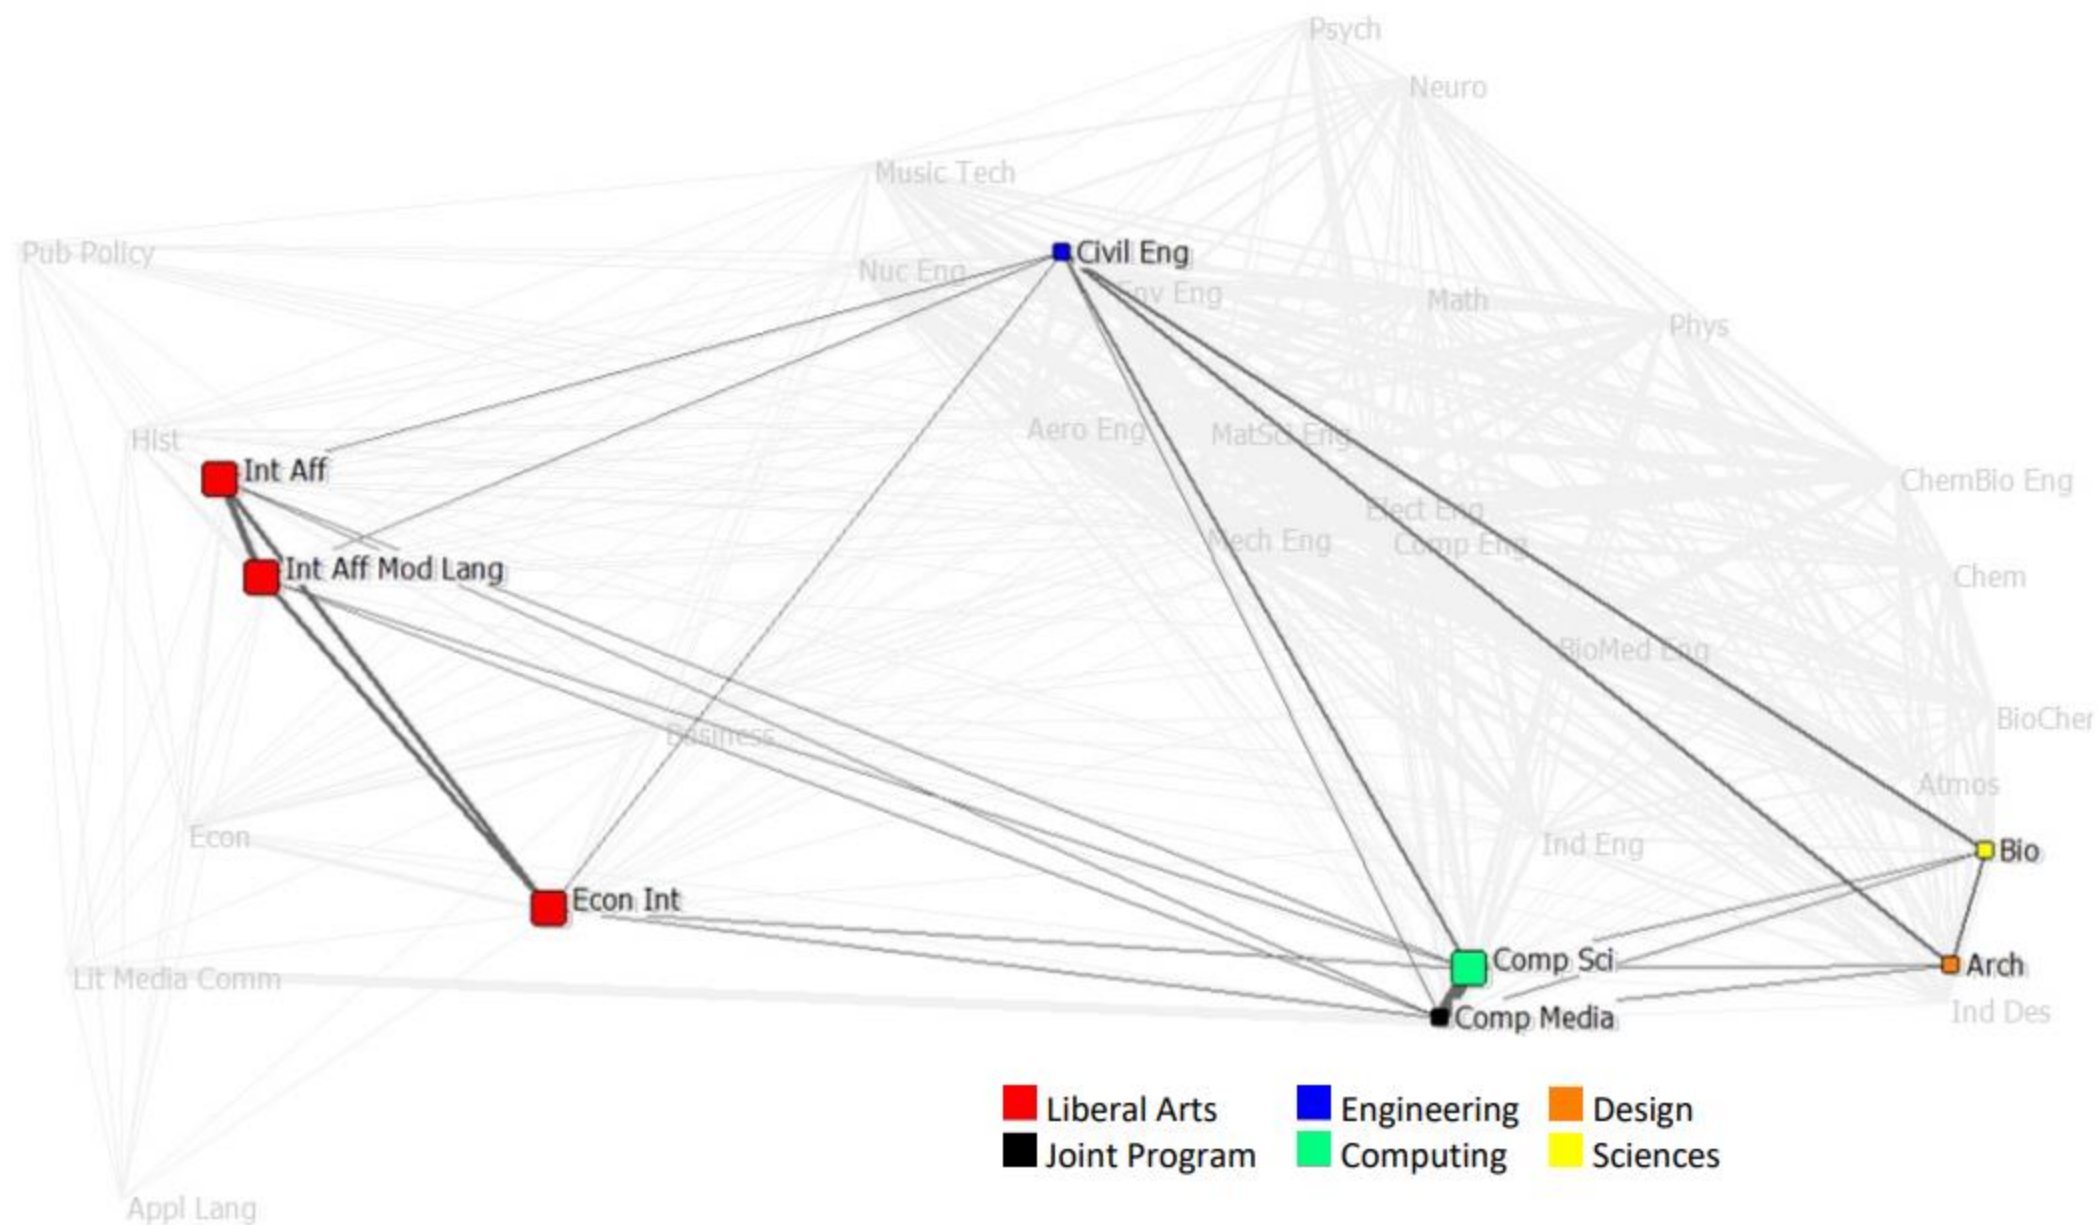 Psych
Neuro
Music Tech
Pub Policy
Civil Eng
Nuc Eng
Env Eng
Math
Phys
Hist
Aero Eng
MatSci Eng
Int Aff
ChemBio Eng
Elect Eng
Mech Eng
Comp Eng
Int Aff Mod Lang
Chem
BioMed Eng
BioCher
Business
Atmos
Econ
Ind Eng
Bio
Econ Int
Comp Sci
Arch
Lit Media Comm
Comp Media
Ind Des
Liberal Arts
Engineering
Design
Joint Program
Computing
Sciences
Appl Lang